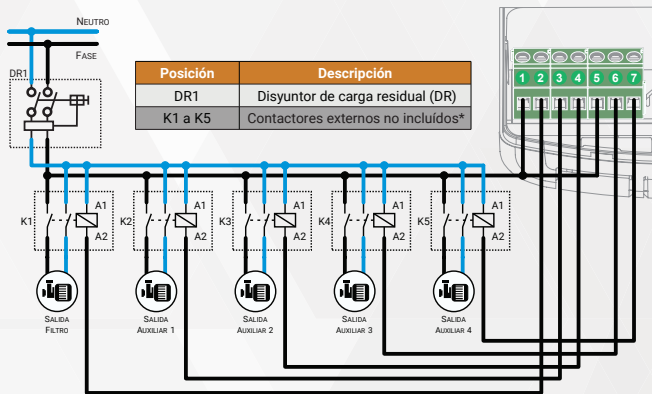 NEUTRO
FASE
DR1
Posición Descripción
DR1 Disyuntor de carga residual (DR)
K1 a K5 Contactores externos no incluídos*
1 2 3 4 5 6 7
K1 A1 K2 A1 K3 A1 K4 A1 K5 A1
A2 A2 A2 A2 A2
SALIDA SALIDA SALIDA SALIDA SALIDA
FILTRO AUXILIAR 1 AUXILIAR 2 AUXILIAR 3 AUXILIAR 4